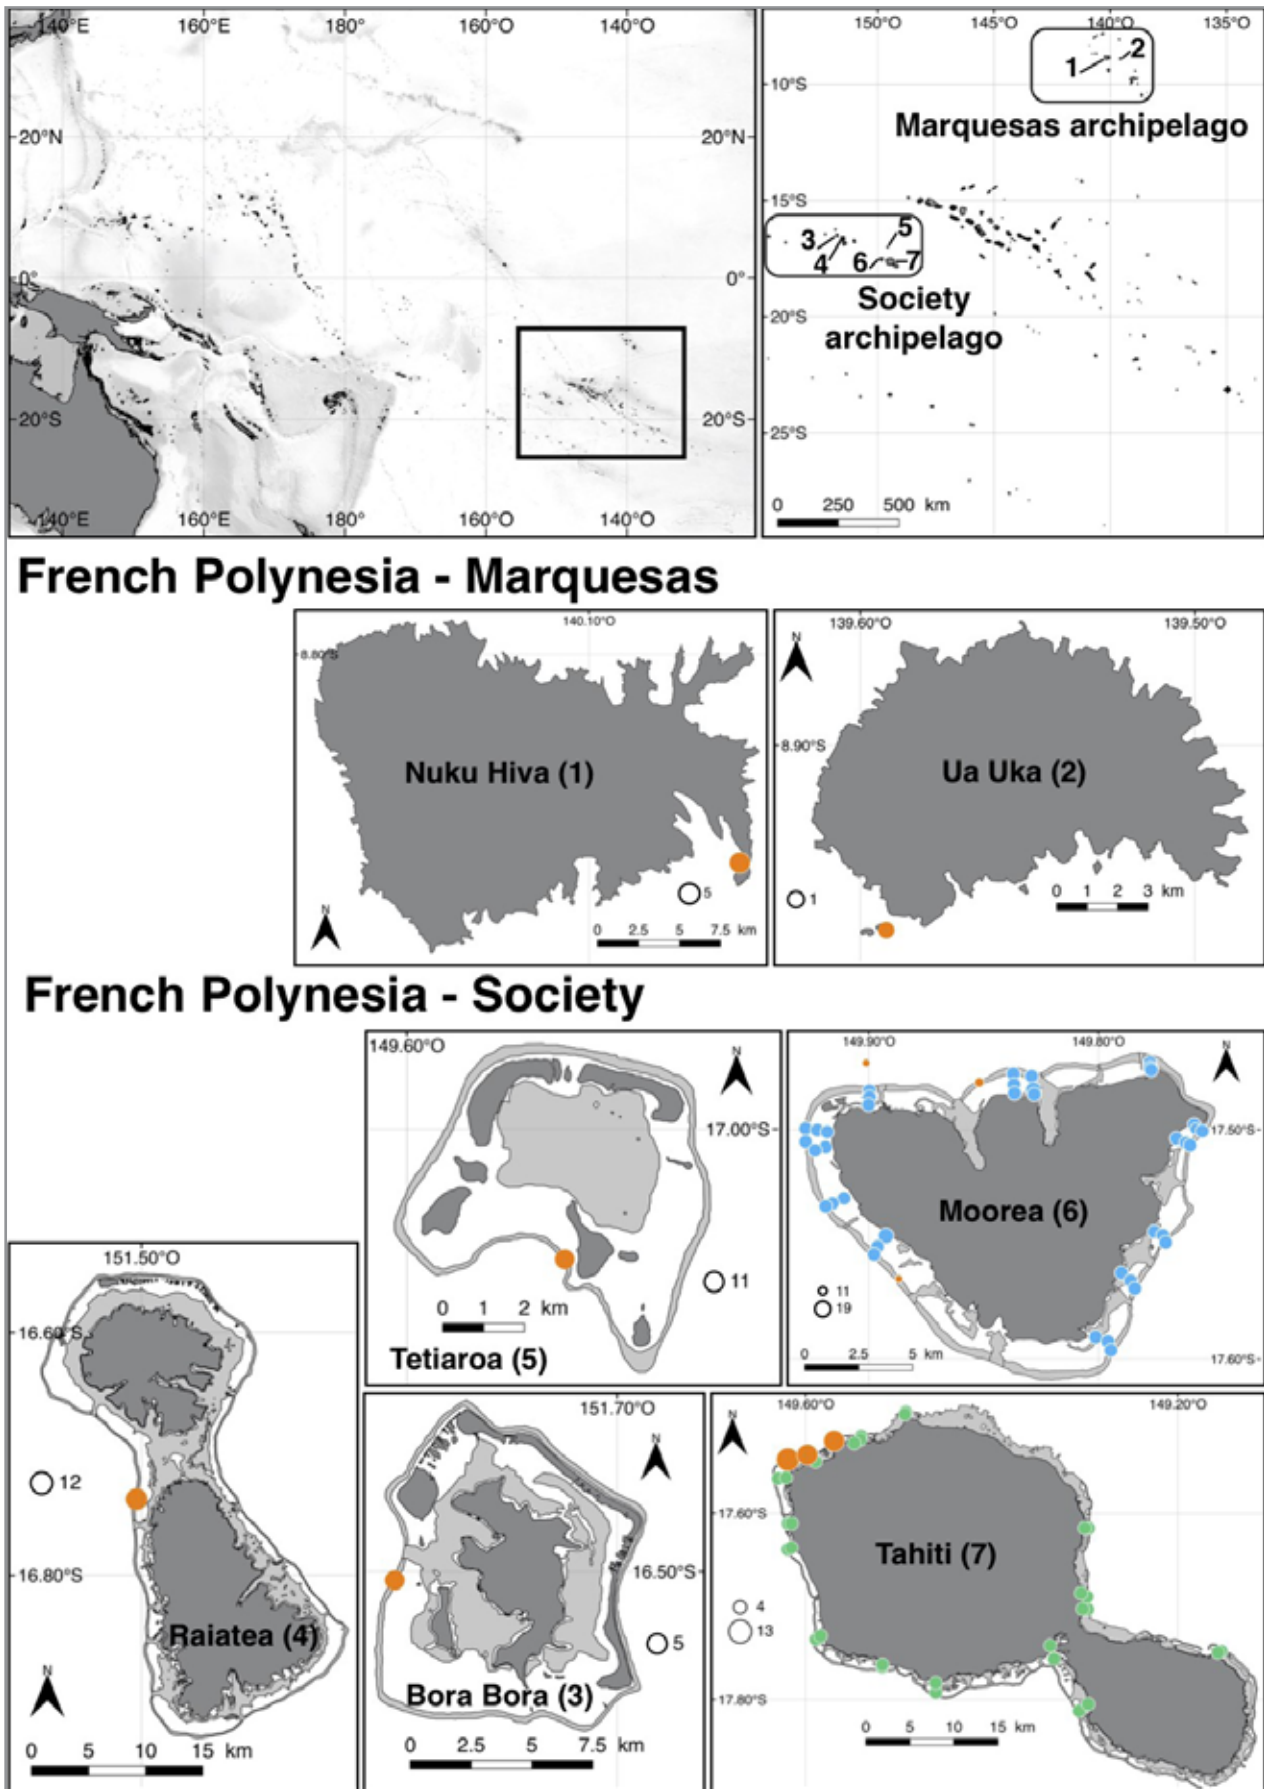 140°E 160°E 180° 160°O 140°O
20°N 20°N
0° 0°
20°S 20°S
140°E 160°E 180° 160°O 140°O
150°O 145°O 140°O 135°O
1 2
10°S
Marquesas archipelago
15°S
3 4 5 6 7
Society
archipelago
20°S
25°S
0 250 500 km
French Polynesia - Marquesas
140.10°O
8.80°S
Nuku Hiva (1)
5
N
0 2.5 5 7.5 km
139.60°O 139.50°O
N
8.90°S
Ua Uka (2)
1
0 1 2 3 km
French Polynesia - Society
149.60°O
N
17.00°S
11
0 1 2 km
Tetiaroa (5)
149.90°O 149.80°O
N
17.50°S
Moorea (6)
11
19
0 2.5 5 km
17.60°S
151.50°O
16.60°S
12
16.80°S
Raiatea (4)
N
0 5 10 15 km
151.70°O
N
16.50°S
5
Bora Bora (3)
0 2.5 5 7.5 km
149.60°O 149.20°O
N
17.60°S
Tahiti (7)
4
13
17.80°S
0 5 10 15 km